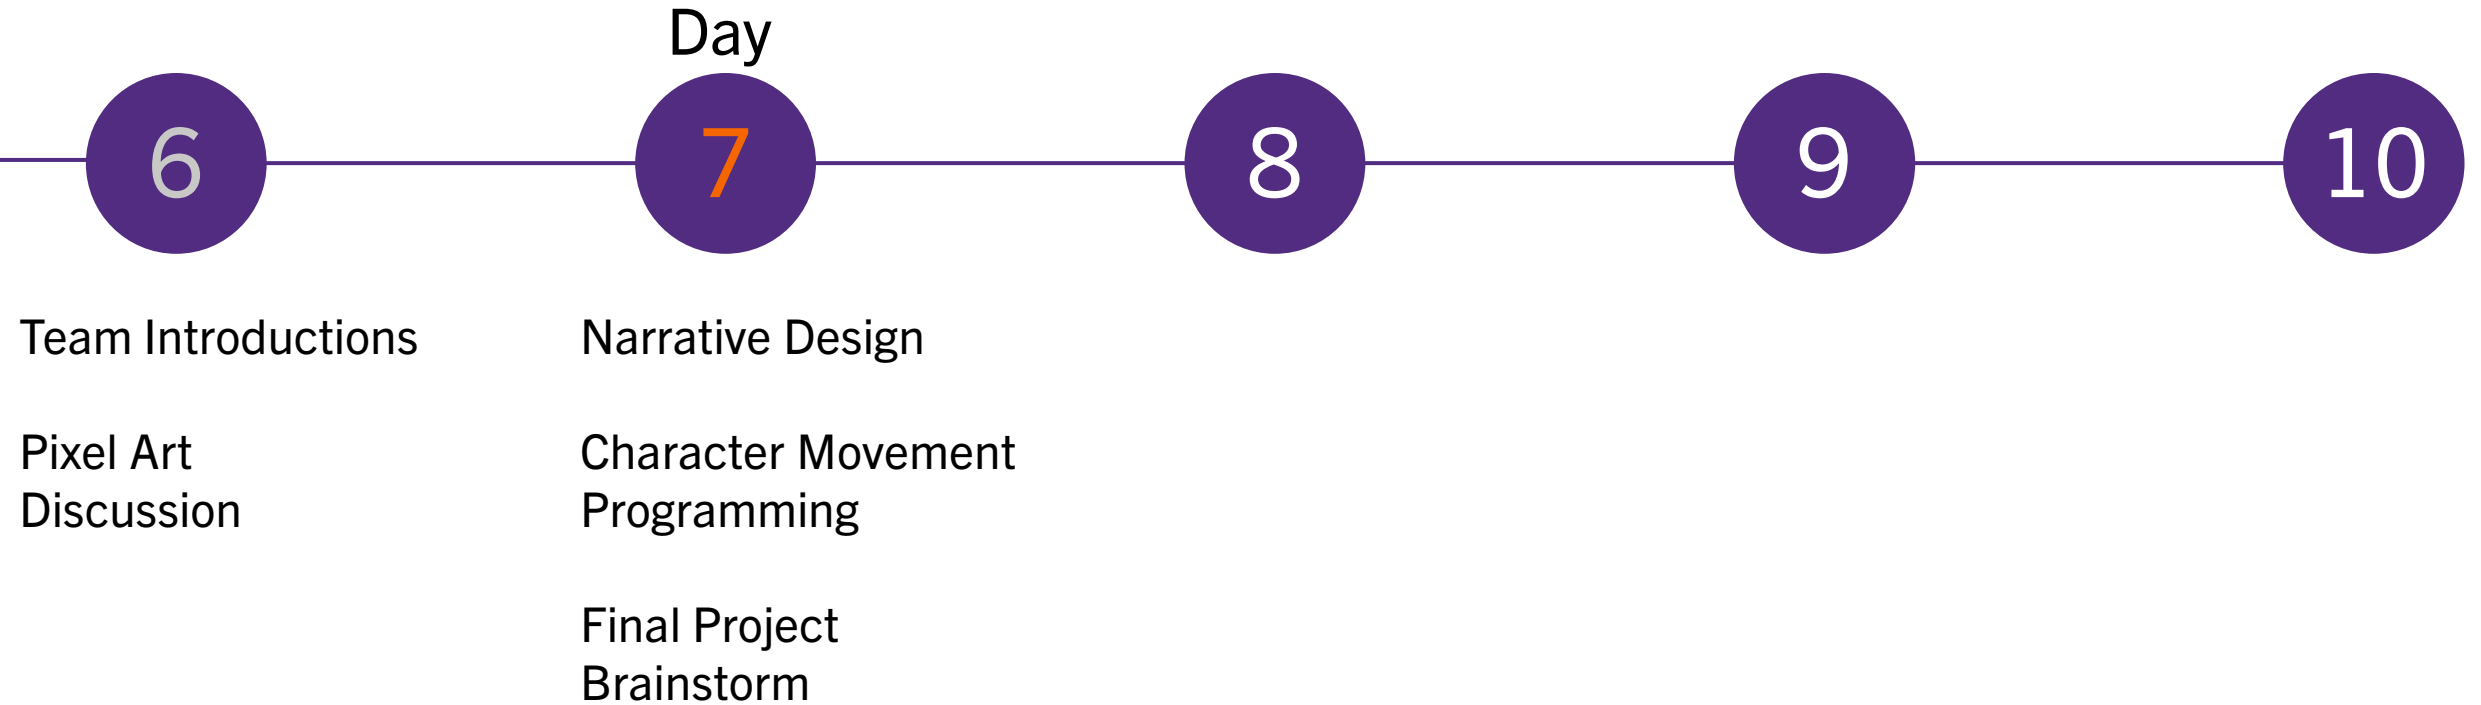 Day
6
7
8
9
10
Team Introductions
Pixel Art
Discussion
Narrative Design
Character Movement
Programming
Final Project
Brainstorm